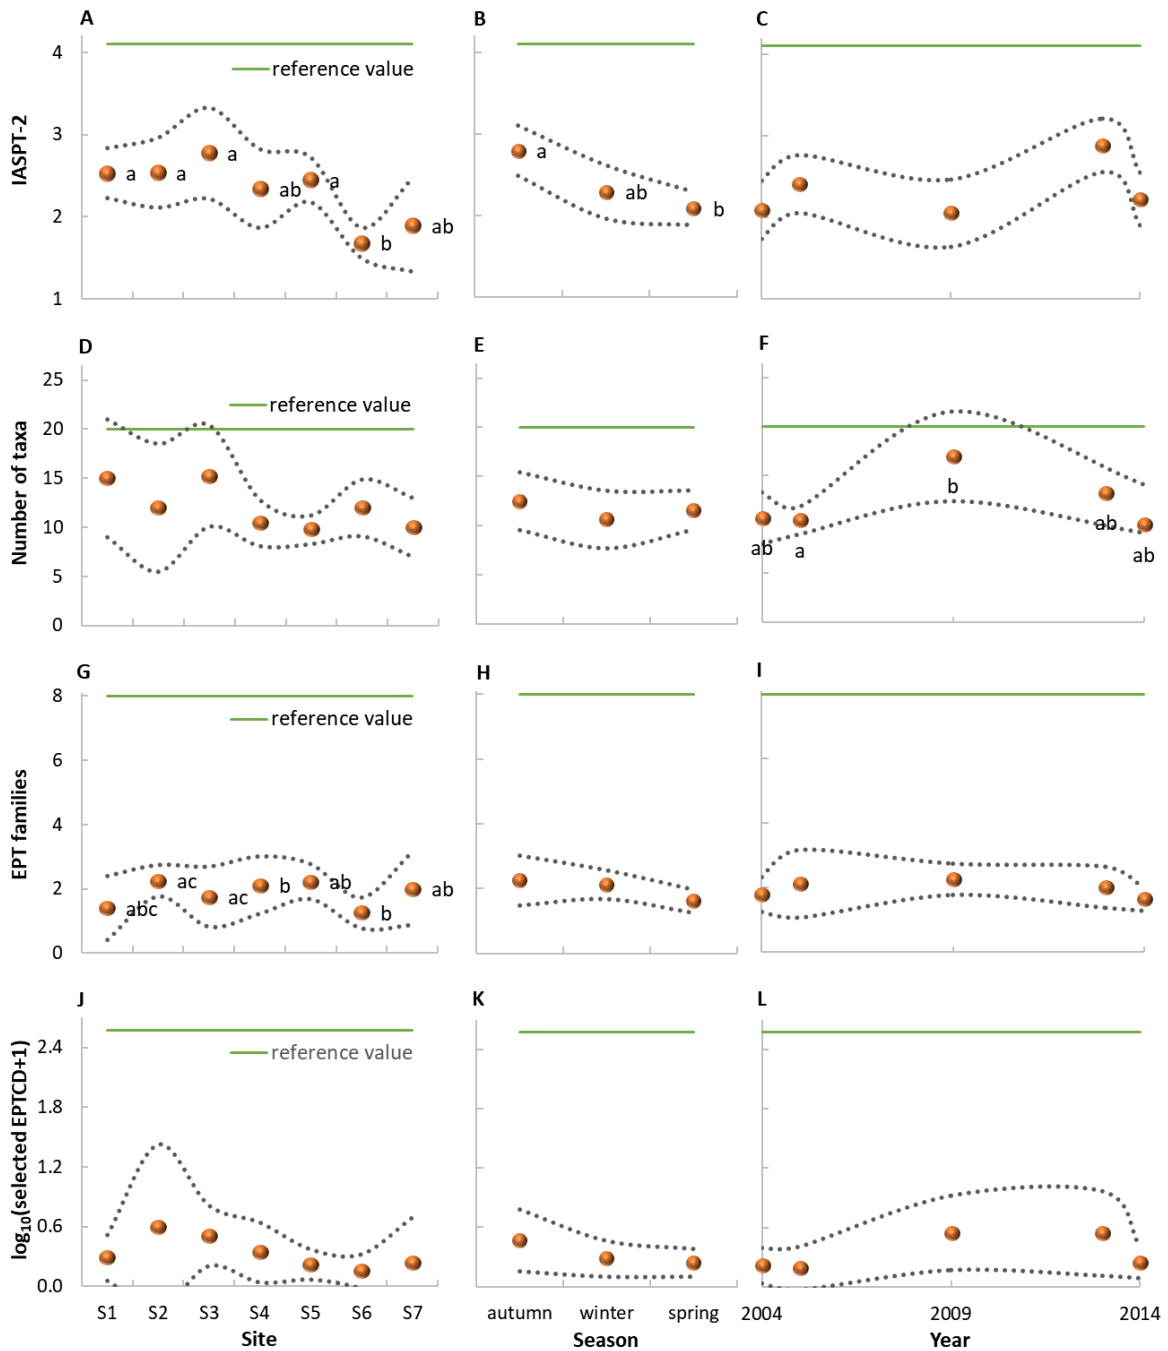 A
B
C
IASPT-2
4
3
2
1
reference value
a
a
a
ab
a
b
ab
a
ab
b
D
E
F
Number of taxa
25
20
15
10
5
0
reference value
b
ab
a
ab
ab
G
H
I
EPT families
8
6
4
2
0
reference value
abc
ac
ac
b
ab
b
ab
J
K
L
log10(selected EPTCD+1)
2.4
1.8
1.2
0.6
0.0
reference value
S1 S2 S3 S4 S5 S6 S7
autumn winter spring
2004 2009 2014
Site
Season
Year